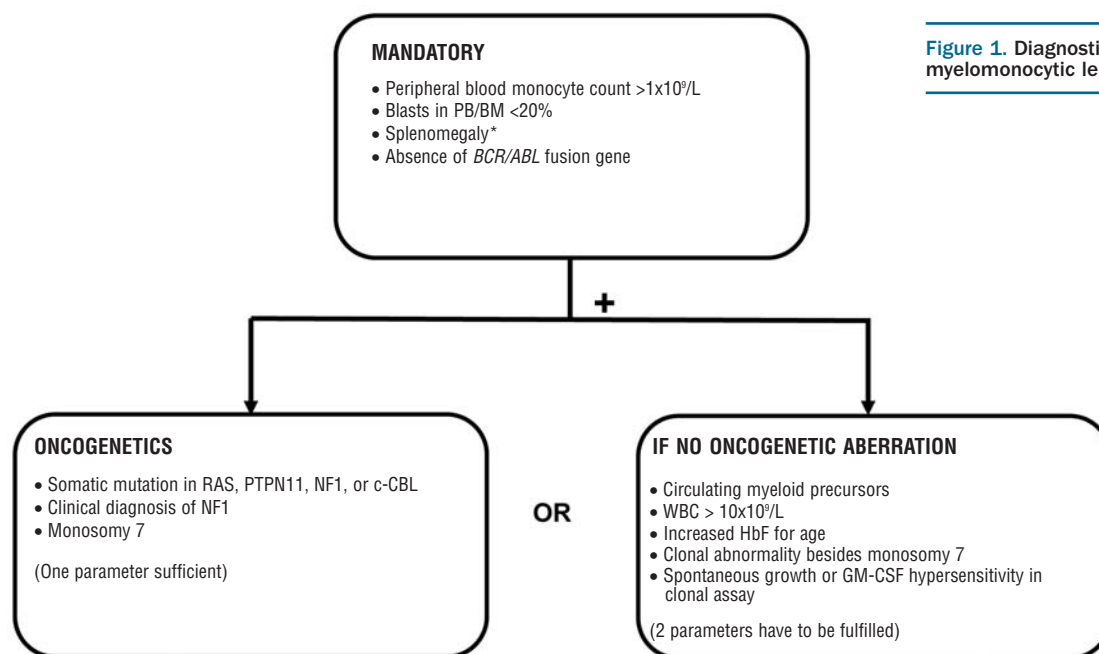 MANDATORY
• Peripheral blood monocyte count >1x10⁹/L
• Blasts in PB/BM <20%
• Splenomegaly*
• Absence of BCR/ABL fusion gene
Figure 1. Diagnosti
myelomonocytic le
+
ONCOGENETICS
• Somatic mutation in RAS, PTPN11, NF1, or c-CBL
• Clinical diagnosis of NF1
• Monosomy 7
(One parameter sufficient)
OR
IF NO ONCOGENETIC ABERRATION
• Circulating myeloid precursors
• WBC > 10x10⁹/L
• Increased HbF for age
• Clonal abnormality besides monosomy 7
• Spontaneous growth or GM-CSF hypersensitivity in
clonal assay
(2 parameters have to be fulfilled)